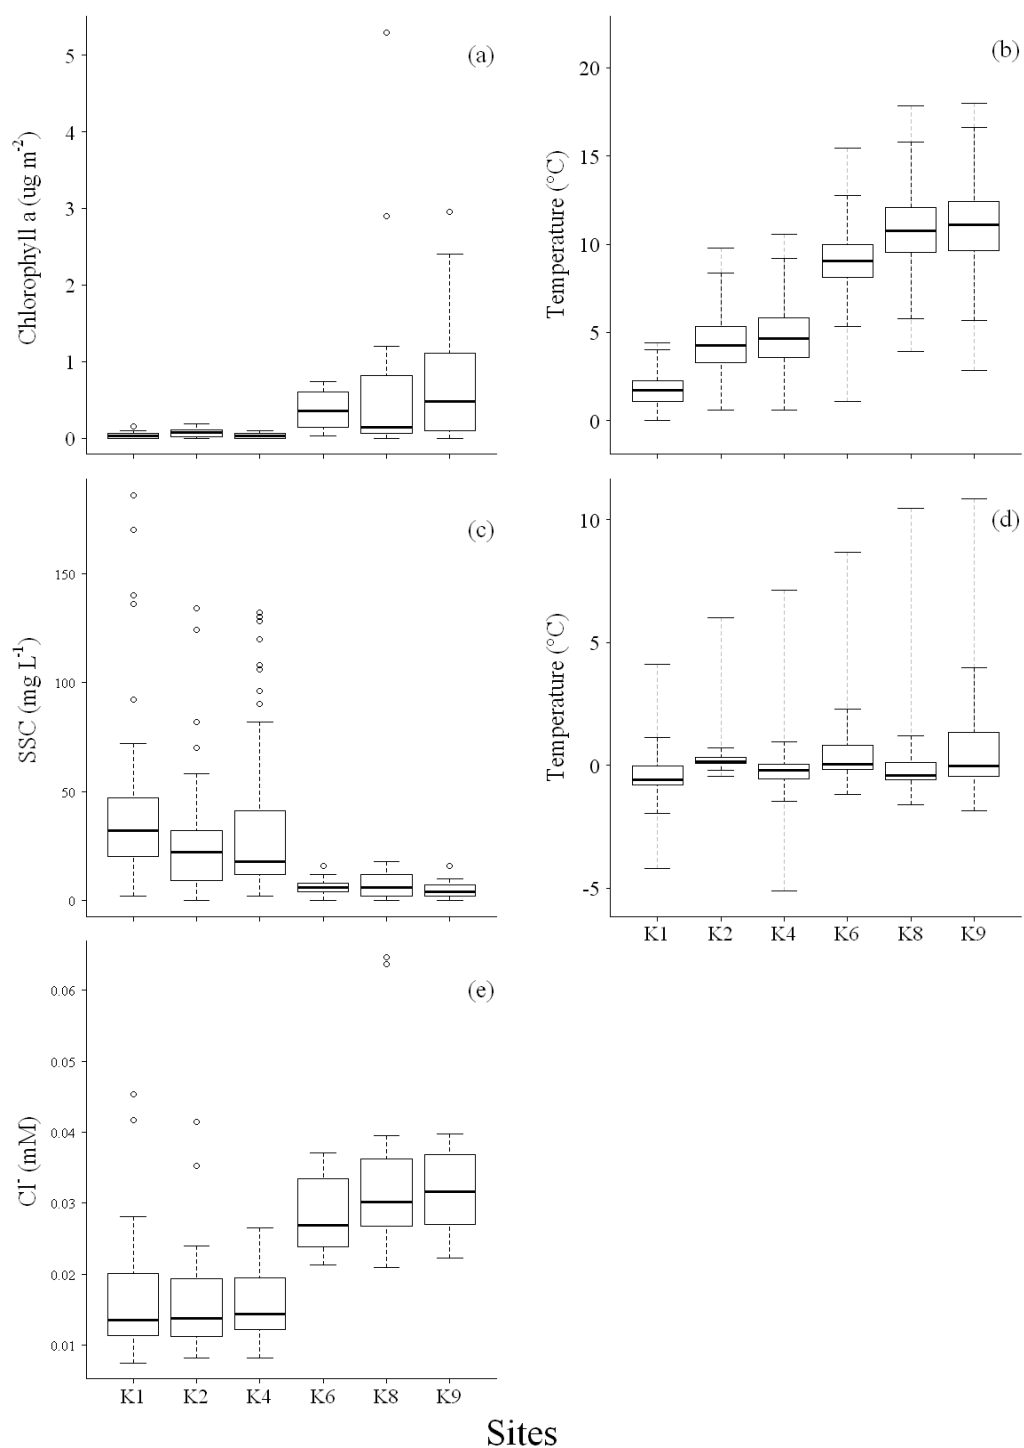 (a)
5
4
3
2
1
0
Chlorophyll a (ug m-2)
(b)
20
15
10
5
0
Temperature (°C)
(c)
150
100
50
0
SSC (mg L-1)
(d)
10
5
0
-5
Temperature (°C)
K1 K2 K4 K6 K8 K9
(e)
0.06
0.05
0.04
0.03
0.02
0.01
Cl- (mM)
K1 K2 K4 K6 K8 K9
Sites